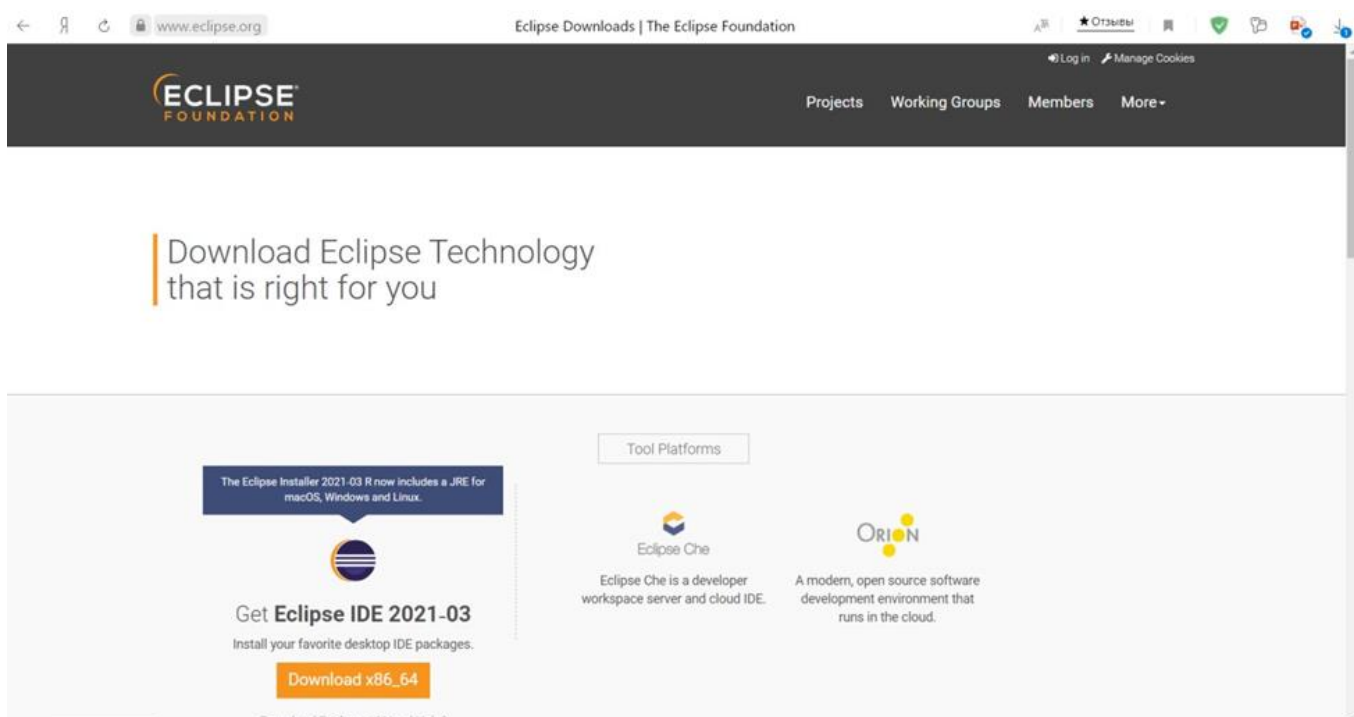 Я
www.eclipse.org
Eclipse Downloads | The Eclipse Foundation
★ Отзывы
Log in
Manage Cookies
ECLIPSE
FOUNDATION
Projects
Working Groups
Members
More
Download Eclipse Technology
that is right for you
Tool Platforms
The Eclipse Installer 2021-03 R now includes a JRE for
macOS, Windows and Linux.
Get Eclipse IDE 2021-03
Install your favorite desktop IDE packages.
Download x86_64
Eclipse Che
Eclipse Che is a developer
workspace server and cloud IDE.
ORION
A modern, open source software
development environment that
runs in the cloud.